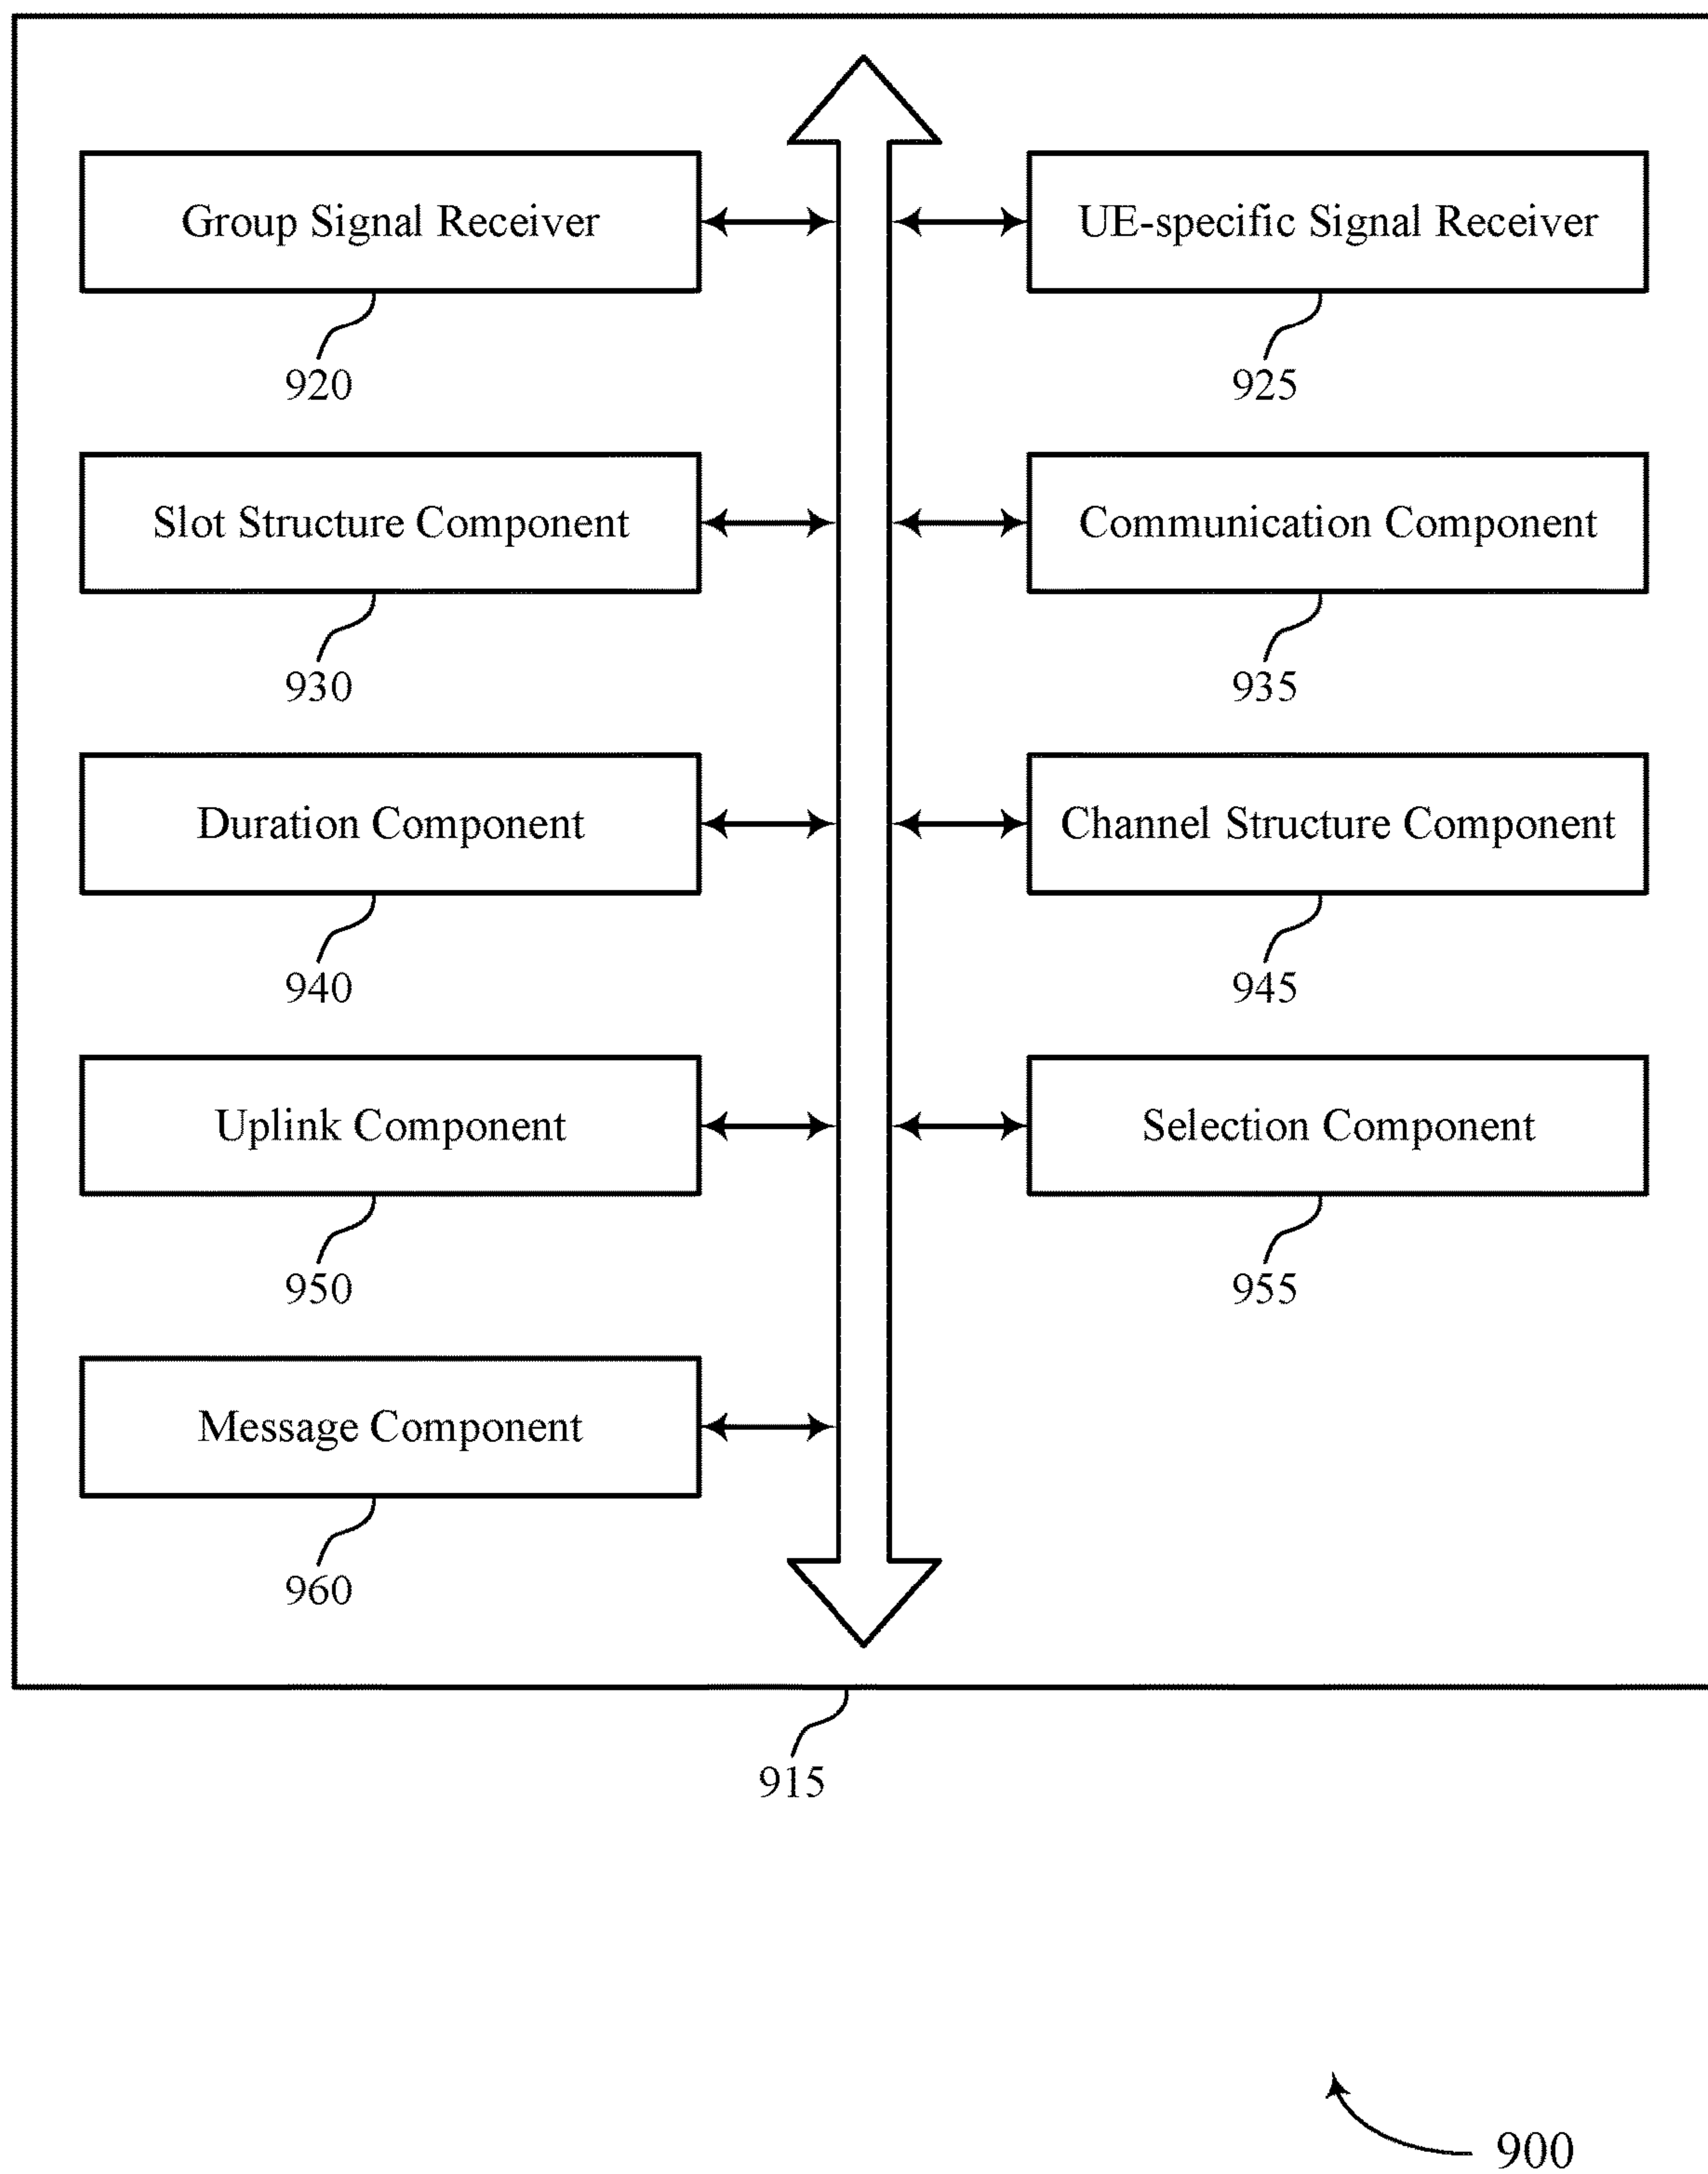 Group Signal Receiver
UE-specific Signal Receiver
920
925
Slot Structure Component
Communication Component
930
935
Duration Component
Channel Structure Component
940
945
Uplink Component
Selection Component
950
955
Message Component
960
915
900